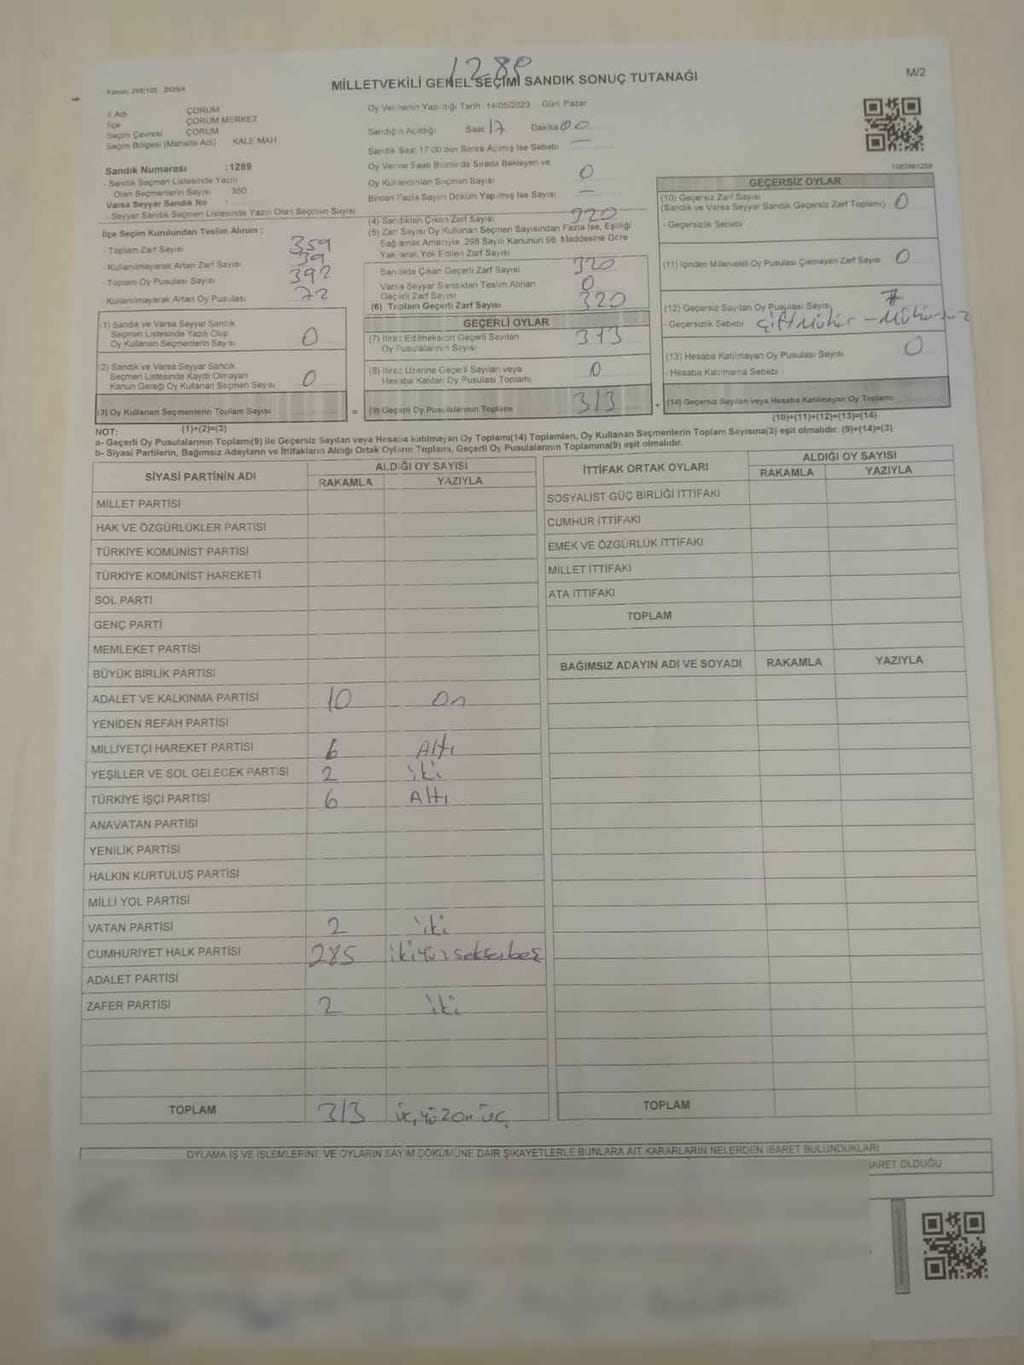 1289
MİLLETVEKİLİ GENEL SEÇİMİ SANDIK SONUÇ TUTANAĞI
M/2
İl Adı ÇORUM
İlçe ÇORUM MERKEZ
Seçim Çevresi ÇORUM
Seçim Bölgesi (Mahalle Adı) KALE MAH
Oy Vermenin Yapıldığı Tarih :14/05/2023 Gün: Pazar
Sandığın Açıldığı Saat: 17 Dakika 00
Sandık Saat 17:00'den Sonra Açılmış İse Sebebi —
Oy Verme Saati Bitiminde Sırada Bekleyen ve
Oy Kullandırılan Seçmen Sayısı 0
Birden Fazla Sayım Döküm Yapılmış İse Sayısı —
Sandık Numarası :1289
- Sandık Seçmen Listesinde Yazılı
Olan Seçmenlerin Sayısı 350
Varsa Seyyar Sandık No :
- Seyyar Sandık Seçmen Listesinde Yazılı Olan Seçmen Sayısı
İlçe Seçim Kurulundan Teslim Alınan ;
- Toplam Zarf Sayısı 359
- Kullanılmayarak Artan Zarf Sayısı 39
- Toplam Oy Pusulası Sayısı 392
- Kullanılmayarak Artan Oy Pusulası 72
(1) Sandık ve Varsa Seyyar Sandık
Seçmen Listesinde Yazılı Olup
Oy Kullanan Seçmenlerin Sayısı 0
(2) Sandık ve Varsa Seyyar Sandık
Seçmen Listesinde Kayıtlı Olmayan
Kanun Gereği Oy Kullanan Seçmen Sayısı 0
(3) Oy Kullanan Seçmenlerin Toplam Sayısı
(1)+(2)=(3)
(4) Sandıktan Çıkan Zarf Sayısı 320
(5) Zarf Sayısı Oy Kullanan Seçmen Sayısından Fazla İse, Eşitliği
Sağlamak Amacıyla, 298 Sayılı Kanunun 98. Maddesine Göre
Yakılarak Yok Edilen Zarf Sayısı
Sandıkta Çıkan Geçerli Zarf Sayısı 320
Varsa Seyyar Sandıktan Teslim Alınan
Geçerli Zarf Sayısı 0
(6) Toplam Geçerli Zarf Sayısı 320
GEÇERLİ OYLAR
(7) İtiraz Edilmeksizin Geçerli Sayılan
Oy Pusulalarının Sayısı 313
(8) İtiraz Üzerine Geçerli Sayılan veya
Hesaba Katılan Oy Pusulası Toplamı 0
(9) Geçerli Oy Pusulalarının Toplamı 313
GEÇERSİZ OYLAR
(10) Geçersiz Zarf Sayısı
(Sandık ve Varsa Seyyar Sandık Geçersiz Zarf Toplamı) 0
- Geçersizlik Sebebi
(11) İçinden Milletvekili Oy Pusulası Çıkmayan Zarf Sayısı 0
(12) Geçersiz Sayılan Oy Pusulası Sayısı 7
- Geçersizlik Sebebi Çift Mühür - Mühürsüz
(13) Hesaba Katılmayan Oy Pusulası Sayısı 0
- Hesaba Katılmama Sebebi
(14) Geçersiz Sayılan veya Hesaba Katılmayan Oy Toplamı
(10)+(11)+(12)+(13)=(14)
NOT:
a- Geçerli Oy Pusulalarının Toplamı(9) ile Geçersiz Sayılan veya Hesaba katılmayan Oy Toplamı(14) Toplamları, Oy Kullanan Seçmenlerin Toplam Sayısına(3) eşit olmalıdır. (9)+(14)=(3)
b- Siyasi Partilerin, Bağımsız Adayların ve İttifakların Aldığı Oy Toplamı, Geçerli Oy Pusulalarının Toplamına(9) eşit olmalıdır.
SİYASİ PARTİNİN ADI ALDIĞI OY SAYISI
RAKAMLA YAZIYLA
MİLLET PARTİSİ
HAK VE ÖZGÜRLÜKLER PARTİSİ
TÜRKİYE KOMÜNİST PARTİSİ
TÜRKİYE KOMÜNİST HAREKETİ
SOL PARTİ
GENÇ PARTİ
MEMLEKET PARTİSİ
BÜYÜK BİRLİK PARTİSİ
ADALET VE KALKINMA PARTİSİ 10 On
YENİDEN REFAH PARTİSİ
MİLLİYETÇİ HAREKET PARTİSİ 6 Altı
YEŞİLLER VE SOL GELECEK PARTİSİ 2 iki
TÜRKİYE İŞÇİ PARTİSİ 6 Altı
ANAVATAN PARTİSİ
YENİLİK PARTİSİ
HALKIN KURTULUŞ PARTİSİ
MİLLİ YOL PARTİSİ
VATAN PARTİSİ 2 iki
CUMHURİYET HALK PARTİSİ 285 ikiyüzseksenbeş
ADALET PARTİSİ
ZAFER PARTİSİ 2 iki
TOPLAM 313 üçyüzonüç
İTTİFAK ORTAK OYLARI ALDIĞI OY SAYISI
RAKAMLA YAZIYLA
SOSYALİST GÜÇ BİRLİĞİ İTTİFAKI
CUMHUR İTTİFAKI
EMEK VE ÖZGÜRLÜK İTTİFAKI
MİLLET İTTİFAKI
ATA İTTİFAKI
TOPLAM
BAĞIMSIZ ADAYIN ADI VE SOYADI RAKAMLA YAZIYLA
TOPLAM
OYLAMA İŞ VE İŞLEMLERİNE VE OYLARIN SAYIM DÖKÜMÜNE DAİR ŞİKAYETLERLE BUNLARA AİT KARARLARIN NELERDEN İBARET BULUNDUKLARI
İBARET OLDUĞU